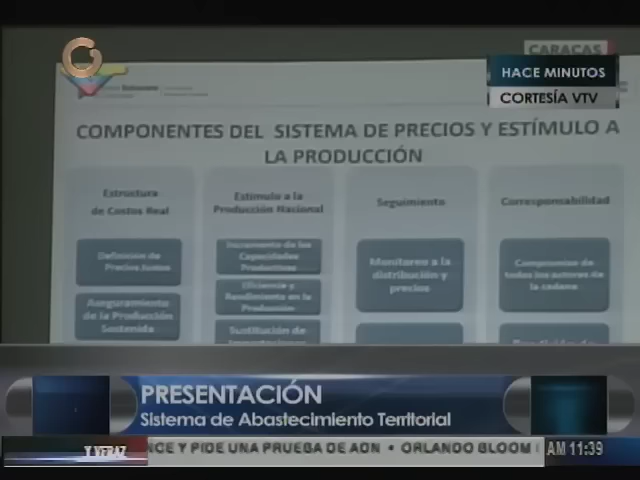 CARACAS
HACE MINUTOS
CORTESÍA VTV
COMPONENTES DEL SISTEMA DE PRECIOS Y ESTÍMULO A
LA PRODUCCIÓN
Estructura
de Costos Real
Estímulo a la
Producción Nacional
Seguimiento
Corresponsabilidad
Definición de
Precios Justos
Aseguramiento
de la Producción
Sostenida
Incremento de las
Capacidades
Productivas
Eficiencia y
Rendimiento en la
Producción
Sustitución de
Importaciones
Monitoreo a la
distribución y
precios
Compromiso de
todos los actores de
la cadena
PRESENTACIÓN
Sistema de Abastecimiento Territorial
Y VERAZ
NCE Y PIDE UNA PRUEBA DE ADN • ORLANDO BLOOM
AM 11:39